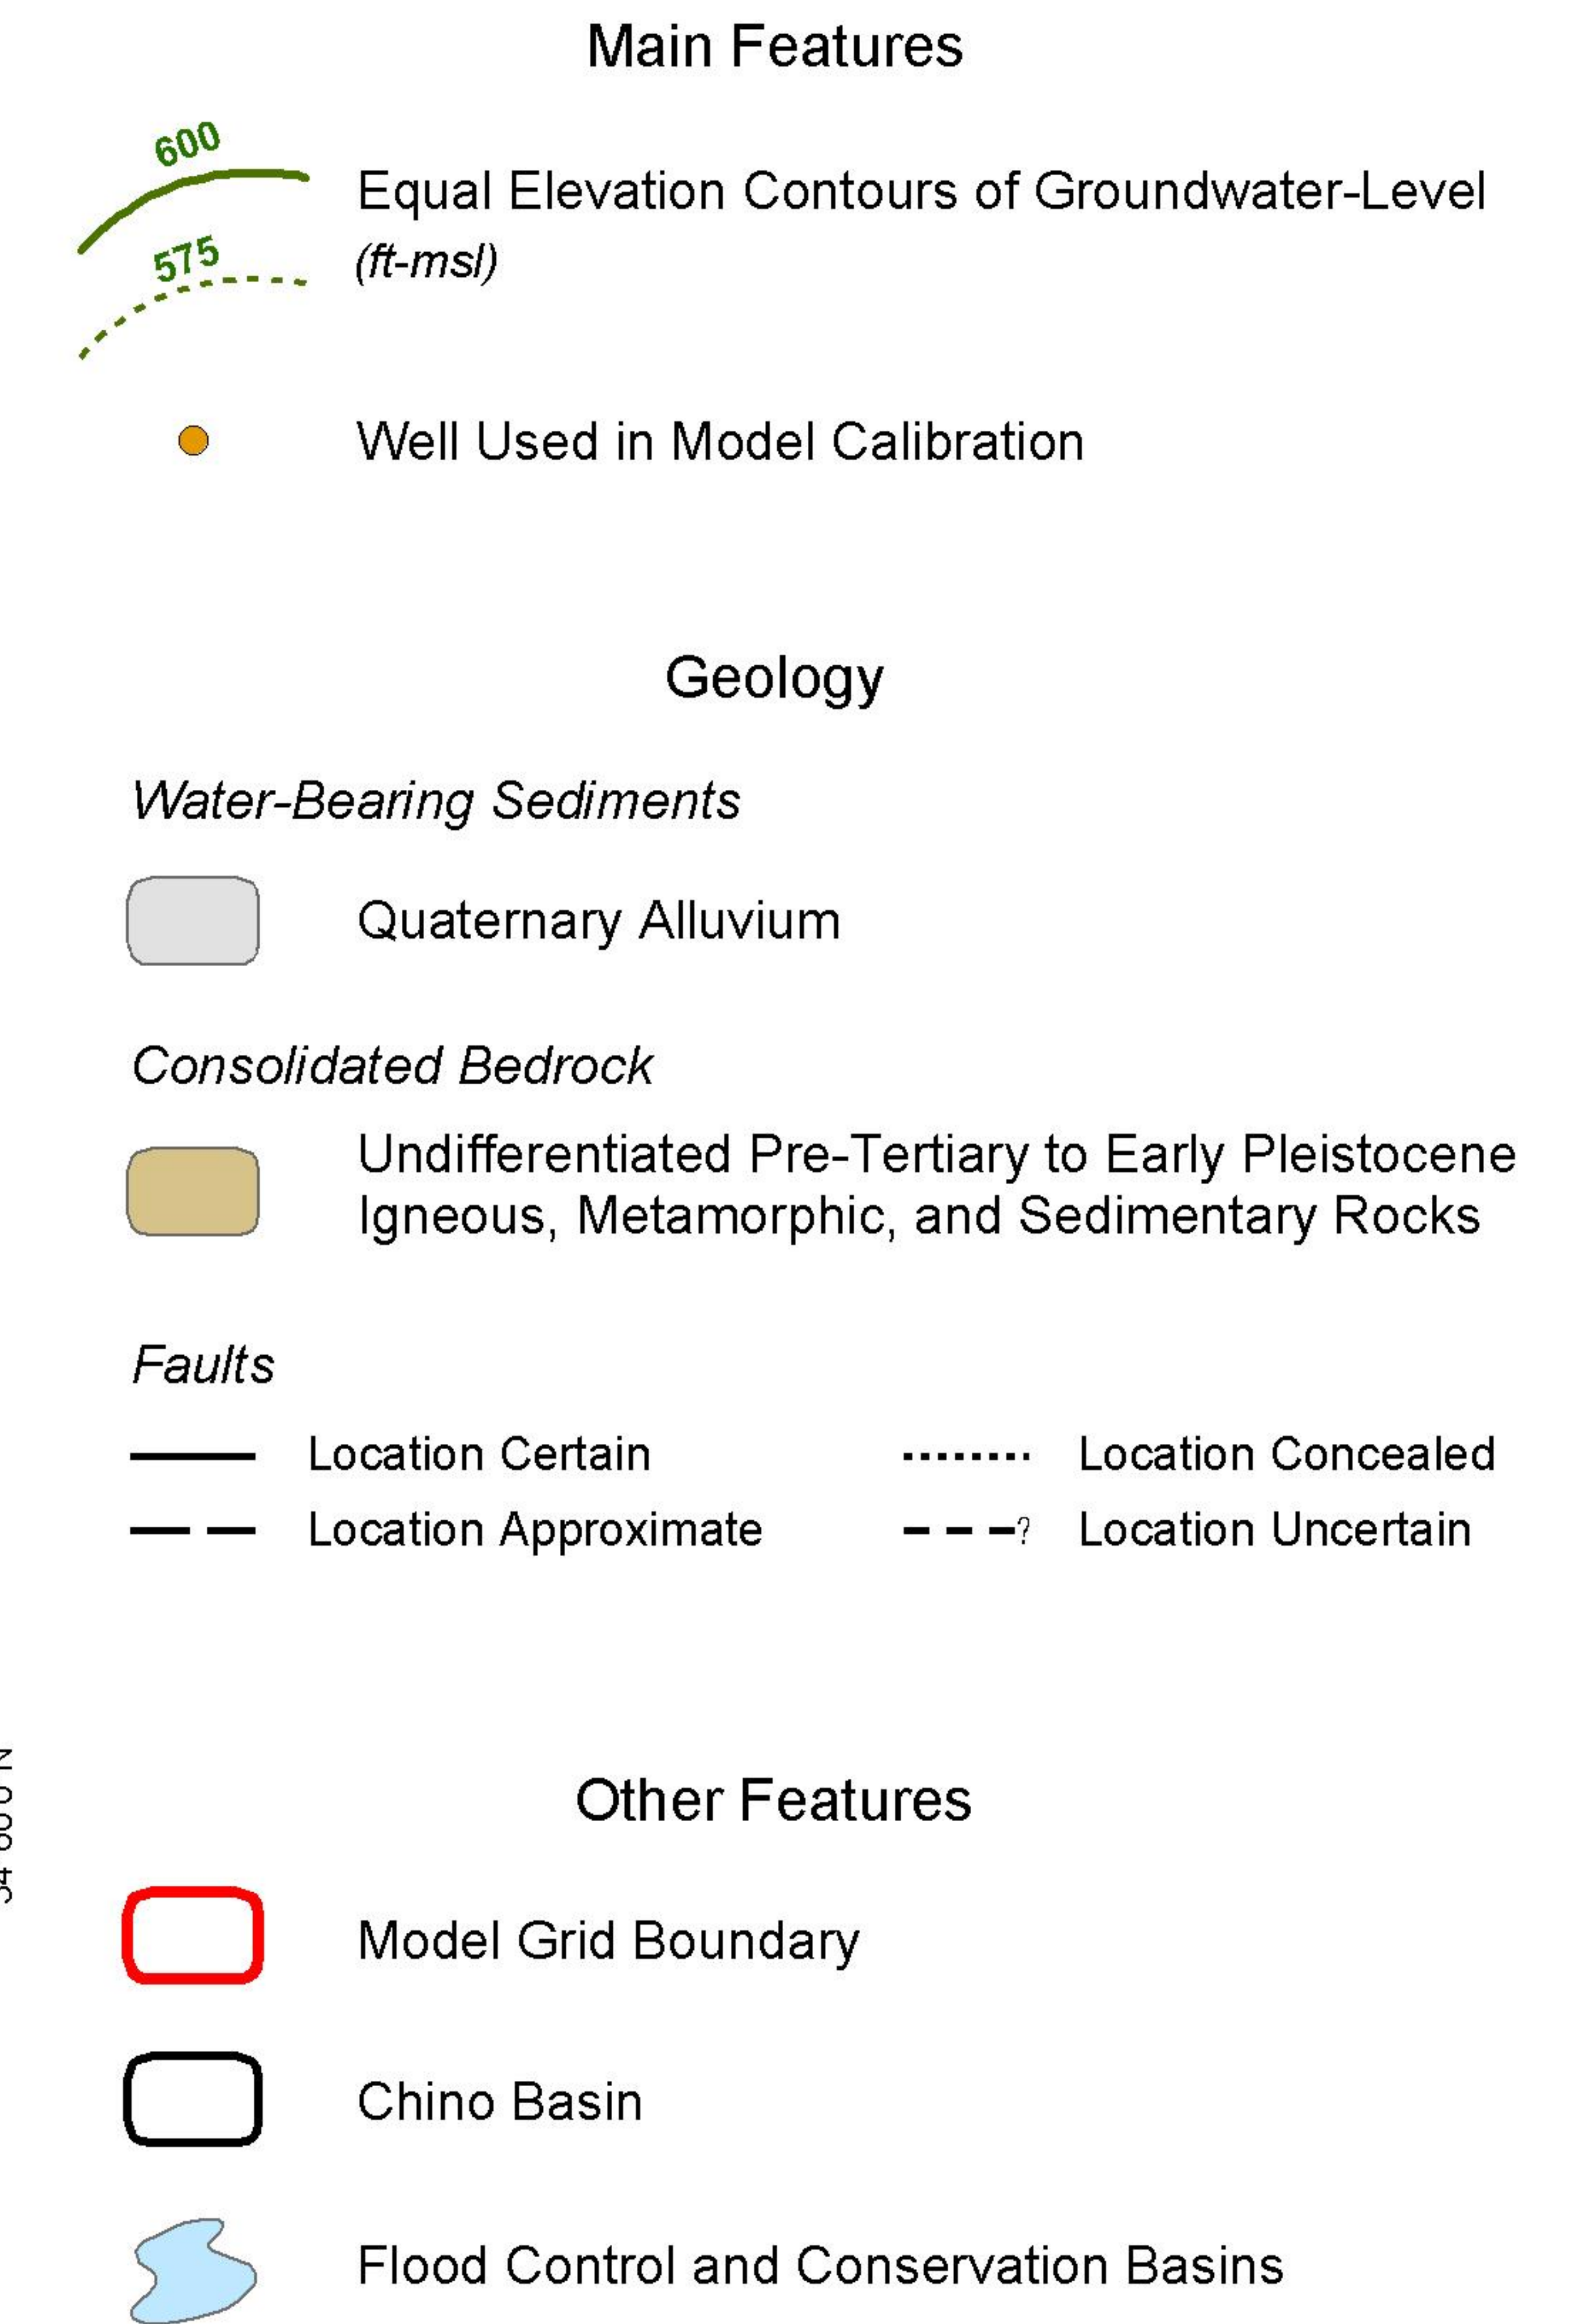 Main Features
600
Equal Elevation Contours of Groundwater-Level
575
(ft-msl)
Well Used in Model Calibration
Geology
Water-Bearing Sediments
Quaternary Alluvium
Consolidated Bedrock
Undifferentiated Pre-Tertiary to Early Pleistocene
Igneous, Metamorphic, and Sedimentary Rocks
Faults
Location Certain
Location Concealed
Location Approximate
?
Location Uncertain
Other Features
Model Grid Boundary
Chino Basin
Flood Control and Conservation Basins